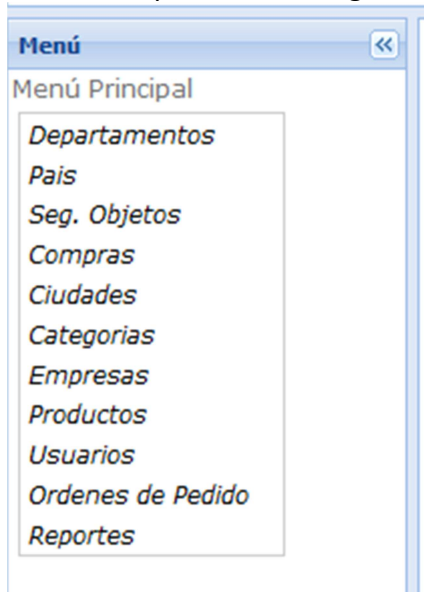 Menú
Menú Principal
Departamentos
Pais
Seg. Objetos
Compras
Ciudades
Categorias
Empresas
Productos
Usuarios
Ordenes de Pedido
Reportes